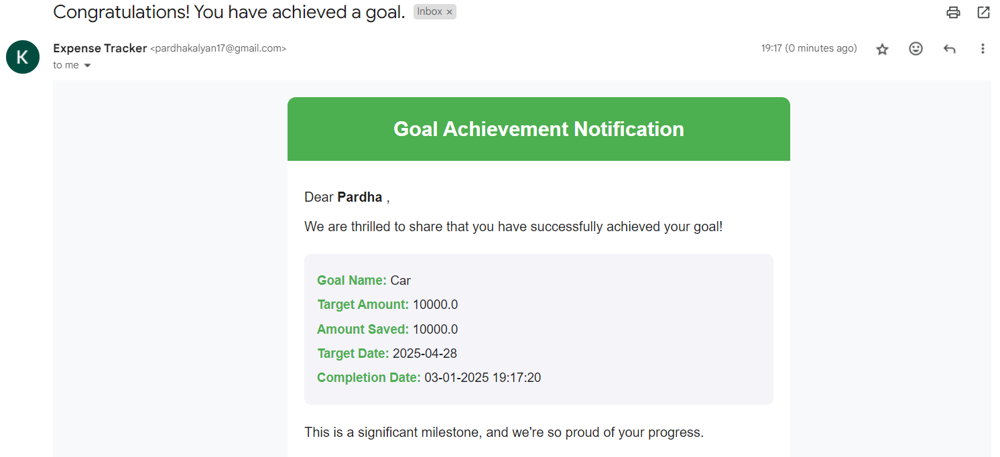 Congratulations! You have achieved a goal. Inbox ×
K
Expense Tracker <pardhakalyan17@gmail.com> 19:17 (0 minutes ago)
to me
Goal Achievement Notification
Dear Pardha ,
We are thrilled to share that you have successfully achieved your goal!
Goal Name: Car
Target Amount: 10000.0
Amount Saved: 10000.0
Target Date: 2025-04-28
Completion Date: 03-01-2025 19:17:20
This is a significant milestone, and we're so proud of your progress.